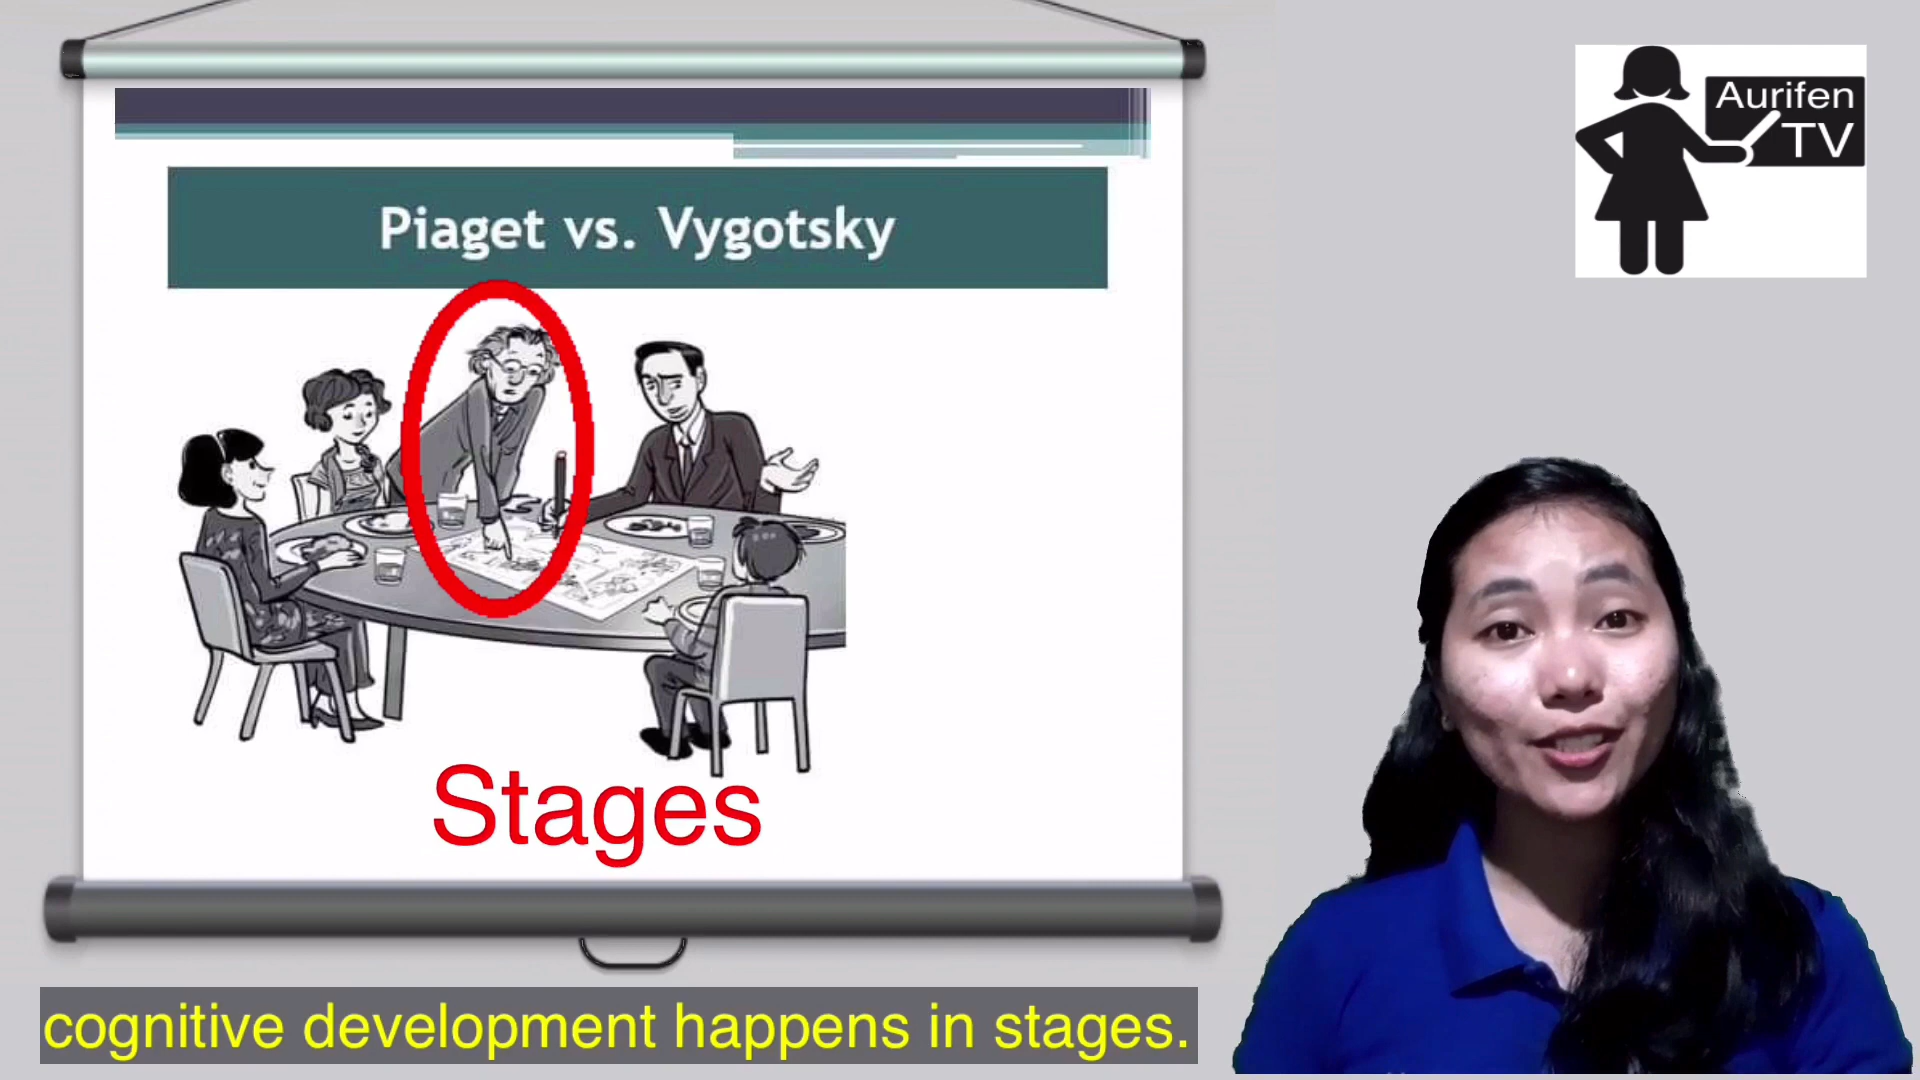 Aurifen
TV
Piaget vs. Vygotsky
Stages
cognitive development happens in stages.